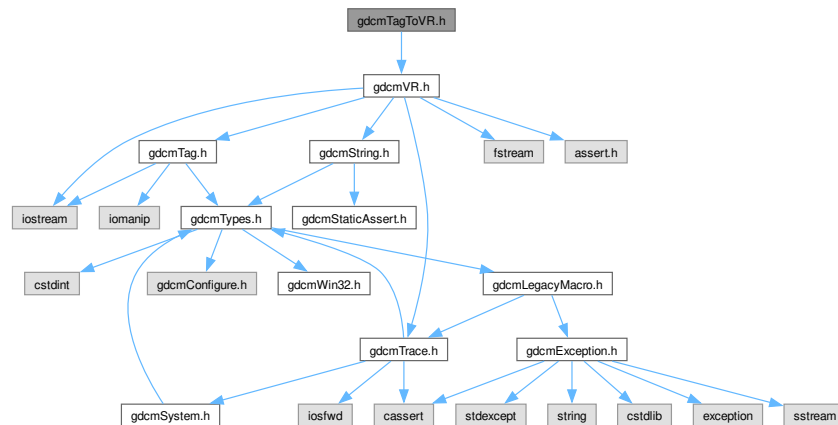 gdcmTagToVR.h
gdcmVR.h
gdcmTag.h
gdcmString.h
fstream
assert.h
iostream
iomanip
gdcmTypes.h
gdcmStaticAssert.h
cstdint
gdcmConfigure.h
gdcmWin32.h
gdcmLegacyMacro.h
gdcmTrace.h
gdcmException.h
gdcmSystem.h
iosfwd
cassert
stdexcept
string
cstdlib
exception
sstream